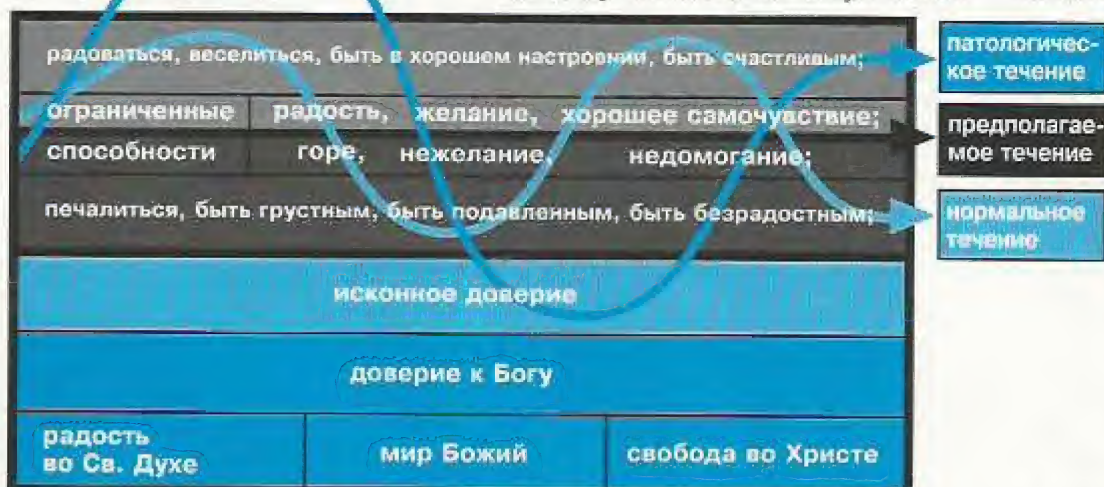 радоваться, веселиться, быть в хорошем настроении, быть счастливым;
ограниченные радость, желание, хорошее самочувствие;
способности горе, нежелание, недомогание;
печалиться, быть грустным, быть подавленным, быть безрадостным;
исконное доверие
доверие к Богу
радость
во Св. Духе
мир Божий
свобода во Христе
патологичес-
кое течение
предполагае-
мое течение
нормальное
течение